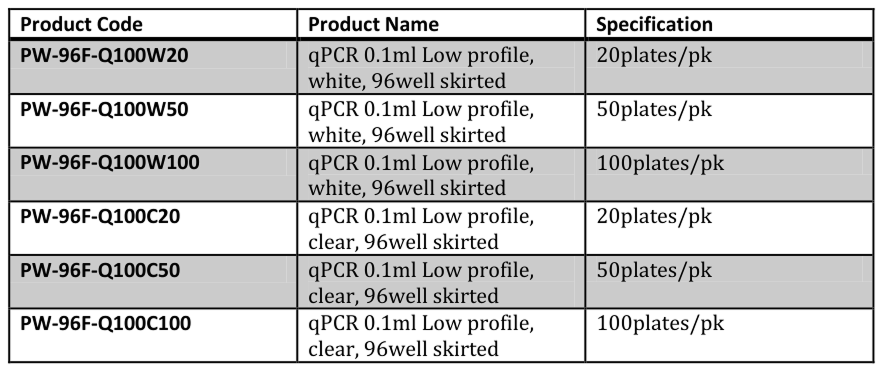 Product Code Product Name Specification
PW-96F-Q100W20 qPCR 0.1ml Low profile, 20plates/pk
white, 96well skirted
PW-96F-Q100W50 qPCR 0.1ml Low profile, 50plates/pk
white, 96well skirted
PW-96F-Q100W100 qPCR 0.1ml Low profile, 100plates/pk
white, 96well skirted
PW-96F-Q100C20 qPCR 0.1ml Low profile, 20plates/pk
clear, 96well skirted
PW-96F-Q100C50 qPCR 0.1ml Low profile, 50plates/pk
clear, 96well skirted
PW-96F-Q100C100 qPCR 0.1ml Low profile, 100plates/pk
clear, 96well skirted